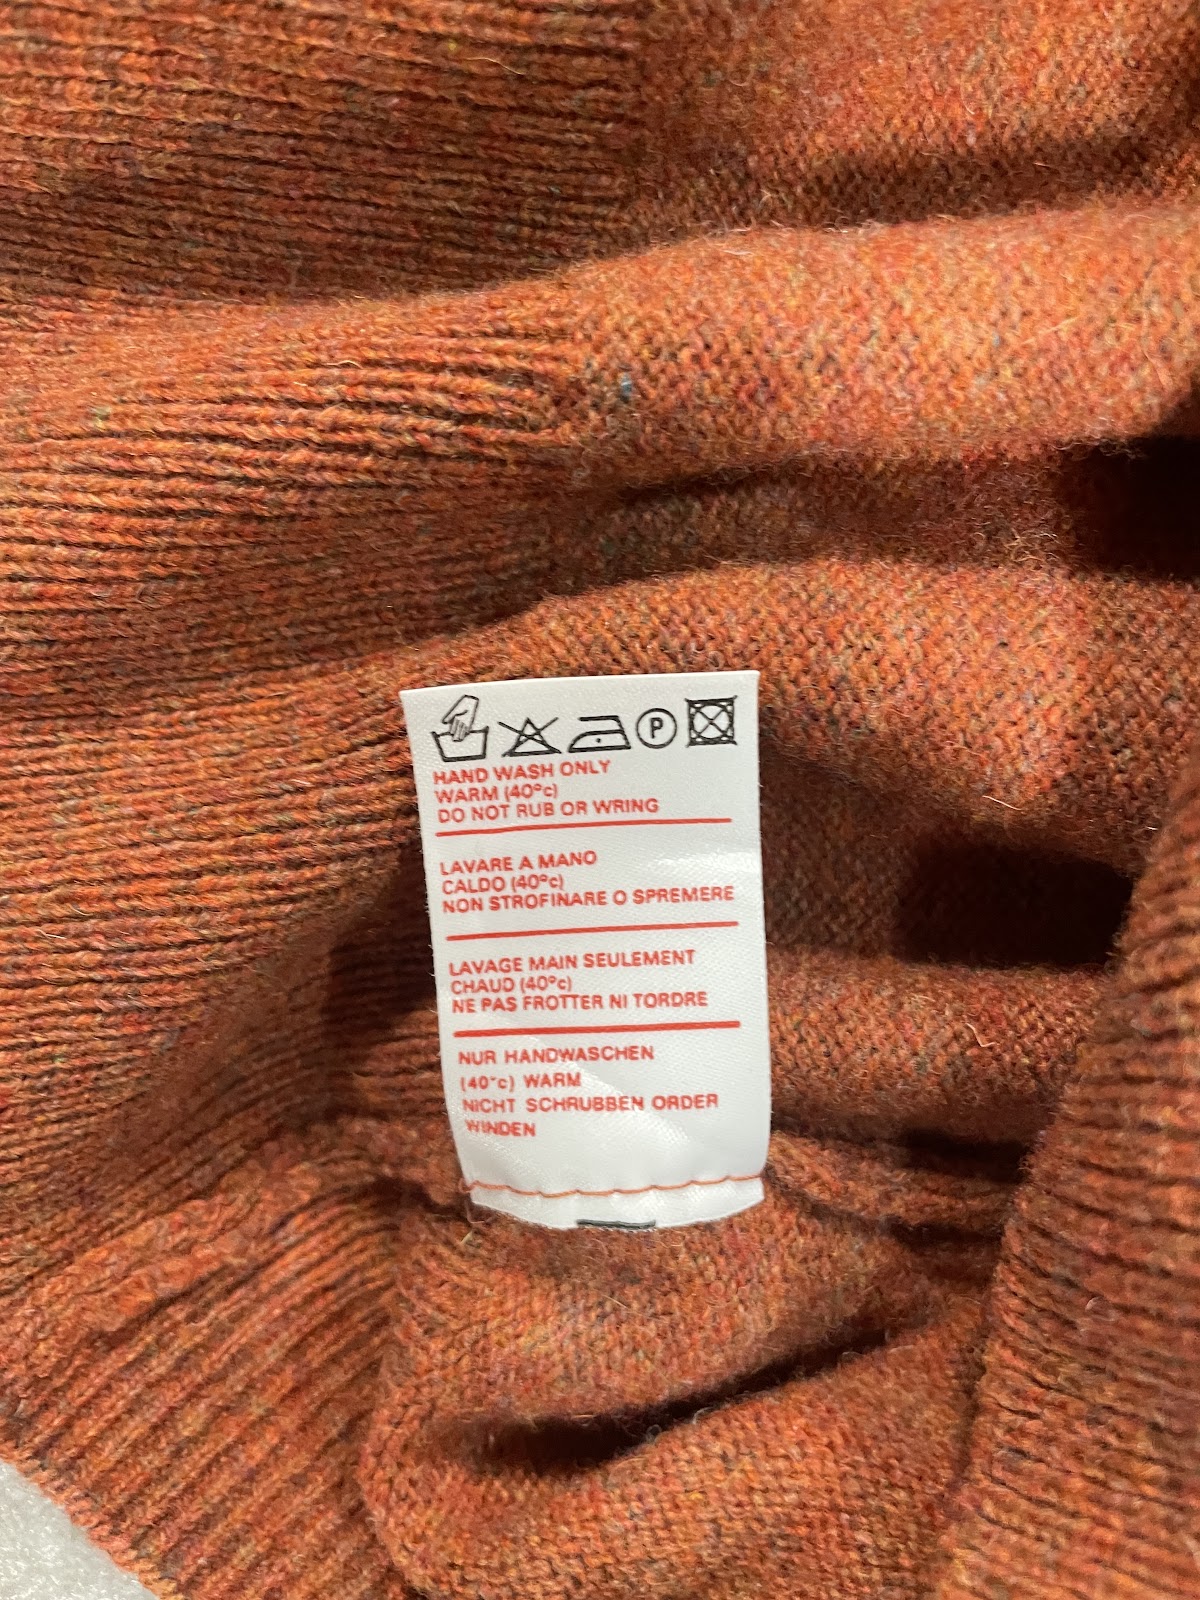 P
HAND WASH ONLY
WARM (40°c)
DO NOT RUB OR WRING
LAVARE A MANO
CALDO (40°c)
NON STROFINARE O SPREMERE
LAVAGE MAIN SEULEMENT
CHAUD (40°c)
NE PAS FROTTER NI TORDRE
NUR HANDWASCHEN
(40°c) WARM
NICHT SCHRUBBEN ORDER
WINDEN